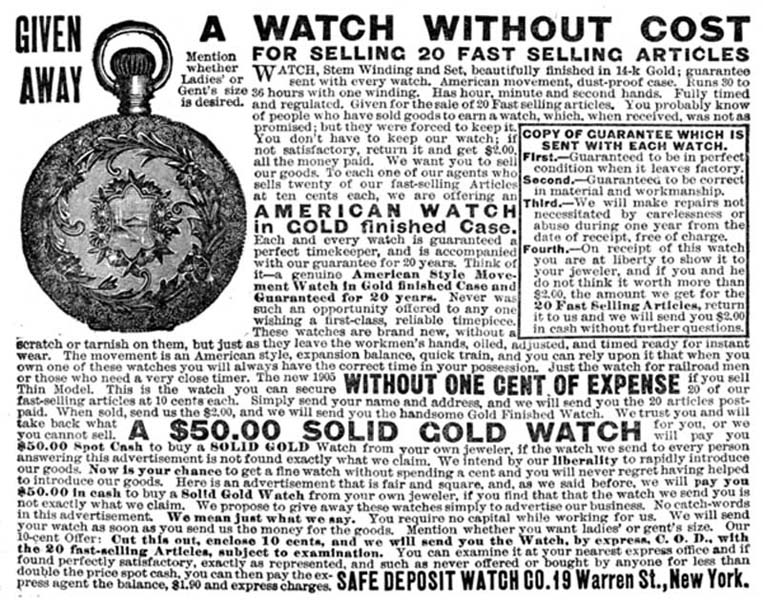 GIVEN
AWAY
Mention
whether
Ladies' or
Gent's size
is desired.
A WATCH WITHOUT COST
FOR SELLING 20 FAST SELLING ARTICLES
WATCH, Stem Winding and Set, beautifully finished in 14-k Gold; guarantee
sent with every watch. American movement, dust-proof case. Runs 30 to
36 hours with one winding. Has hour, minute and second hands. Fully timed
and regulated. Given for the sale of 20 Fast selling articles. You probably know
of people who have sold goods to earn a watch, which, when received, was not as
promised; but they were forced to keep it.
You don't have to keep our watch; if
not satisfactory, return it and get $2.00,
all the money paid. We want you to sell
our goods. To each one of our agents who
sells twenty of our fast-selling Articles
at ten cents each, we are offering an
AMERICAN WATCH
in GOLD finished Case.
Each and every watch is guaranteed a
perfect timekeeper, and is accompanied
with our guarantee for 20 years. Think of
it—a genuine American Style Move-
ment Watch in Gold finished Case and
Guaranteed for 20 years. Never was
such an opportunity offered to any one
wishing a first-class, reliable timepiece.
These watches are brand new, without a
COPY OF GUARANTEE WHICH IS
SENT WITH EACH WATCH.
First.—Guaranteed to be in perfect
condition when it leaves factory.
Second.—Guaranteed to be correct
in material and workmanship.
Third.—We will make repairs not
necessitated by carelessness or
abuse during one year from the
date of receipt, free of charge.
Fourth.—On receipt of this watch
you are at liberty to show it to
your jeweler, and if you and he
do not think it worth more than
$2.00, the amount we get for the
20 Fast Selling Articles, return
it to us and we will send you $2.00
in cash without further questions.
scratch or tarnish on them, but just as they leave the workmen's hands, oiled, adjusted, and timed ready for instant
wear. The movement is an American style, expansion balance, quick train, and you can rely upon it that when you
own one of these watches you will always have the correct time in your possession. Just the watch for railroad men
or those who need a very close timer. The new 1905 WITHOUT ONE CENT OF EXPENSE if you sell
Thin Model. This is the watch you can secure 20 of our
fast-selling articles at 10 cents each. Simply send your name and address, and we will send you the 20 articles post-
paid. When sold, send us the $2.00, and we will send you the handsome Gold Finished Watch. We trust you and will
take back what A $50.00 SOLID GOLD WATCH for you, or we
you cannot sell. will pay you
$50.00 Spot Cash to buy a SOLID GOLD Watch from your own jeweler, if the watch we send to every person
answering this advertisement is not found exactly what we claim. We intend by our liberality to rapidly introduce
our goods. Now is your chance to get a fine watch without spending a cent and you will never regret having helped
to introduce our goods. Here is an advertisement that is fair and square, and, as we said before, we will pay you
$50.00 in cash to buy a Solid Gold Watch from your own jeweler, if you find that that the watch we send you is
not exactly what we claim. We propose to give away these watches simply to advertise our business. No catch-words
in this advertisement. We mean just what we say. You require no capital while working for us. We will send
your watch as soon as you send us the money for the goods. Mention whether you want ladies' or gent's size. Our
10-cent Offer: Cut this out, enclose 10 cents, and we will send you the Watch, by express, C. O. D., with
the 20 fast-selling Articles, subject to examination. You can examine it at your nearest express office and if
found perfectly satisfactory, exactly as represented, and such as never offered or bought by anyone for less than
double the price spot cash, you can then pay the ex-
press agent the balance, $1.90 and express charges. SAFE DEPOSIT WATCH CO. 19 Warren St., New York.